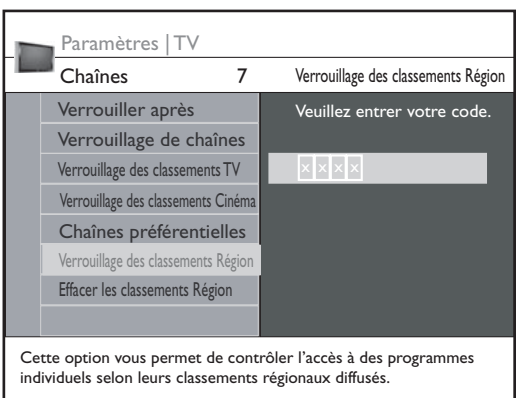 Paramètres | TV
Chaînes 7 Verrouillage des classements Région
Verrouiller après
Verrouillage de chaînes
Verrouillage des classements TV
Verrouillage des classements Cinéma
Chaînes préférentielles
Verrouillage des classements Région
Effacer les classements Région
Veuillez entrer votre code.
x x x x
Cette option vous permet de contrôler l’accès à des programmes
individuels selon leurs classements régionaux diffusés.